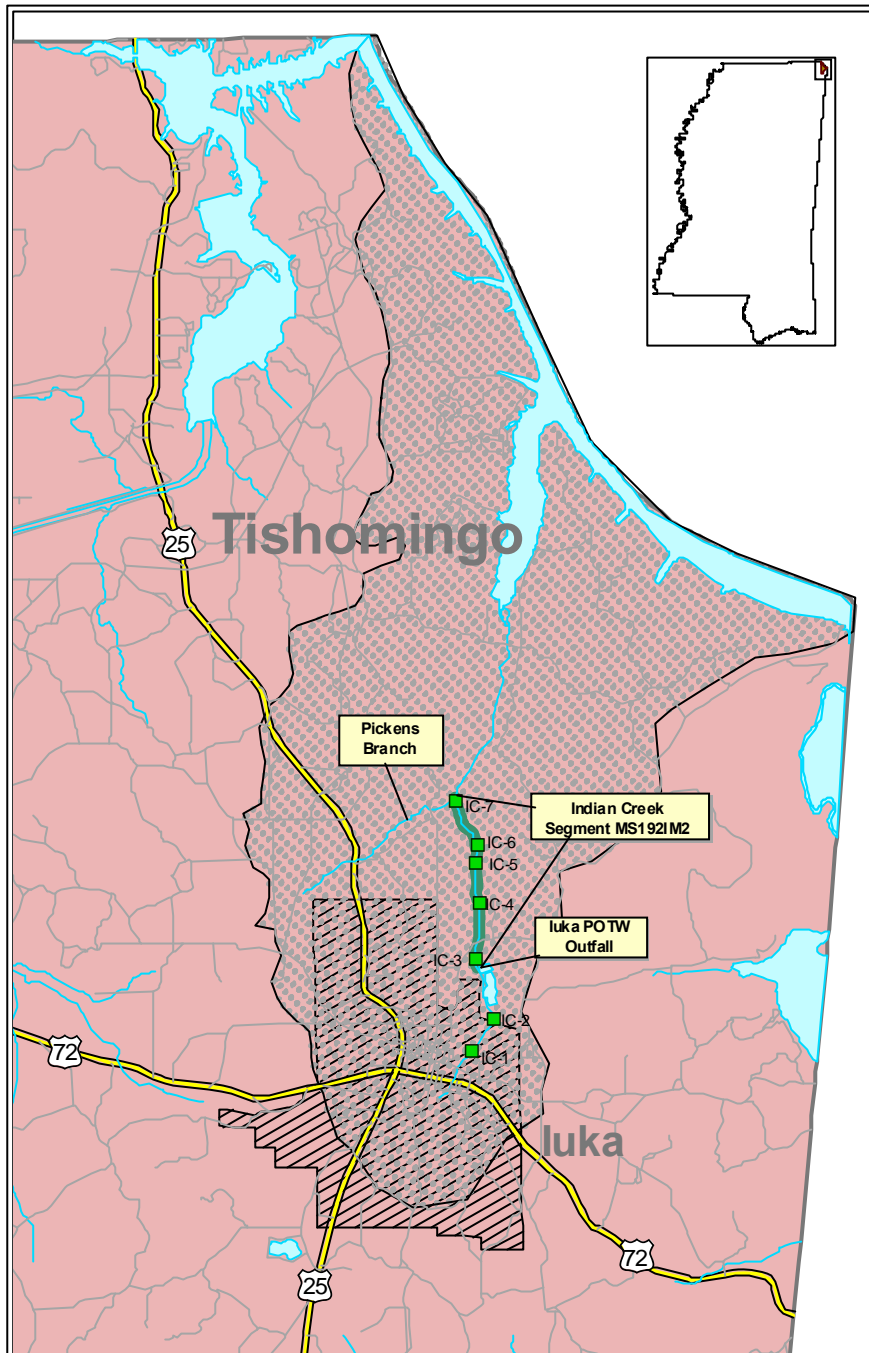 25
Tishomingo
Pickens
Branch
IC-7
Indian Creek
Segment MS192IM2
IC-6
IC-5
IC-4
Iuka POTW
Outfall
IC-3
IC-2
72
IC-1
Iuka
72
25